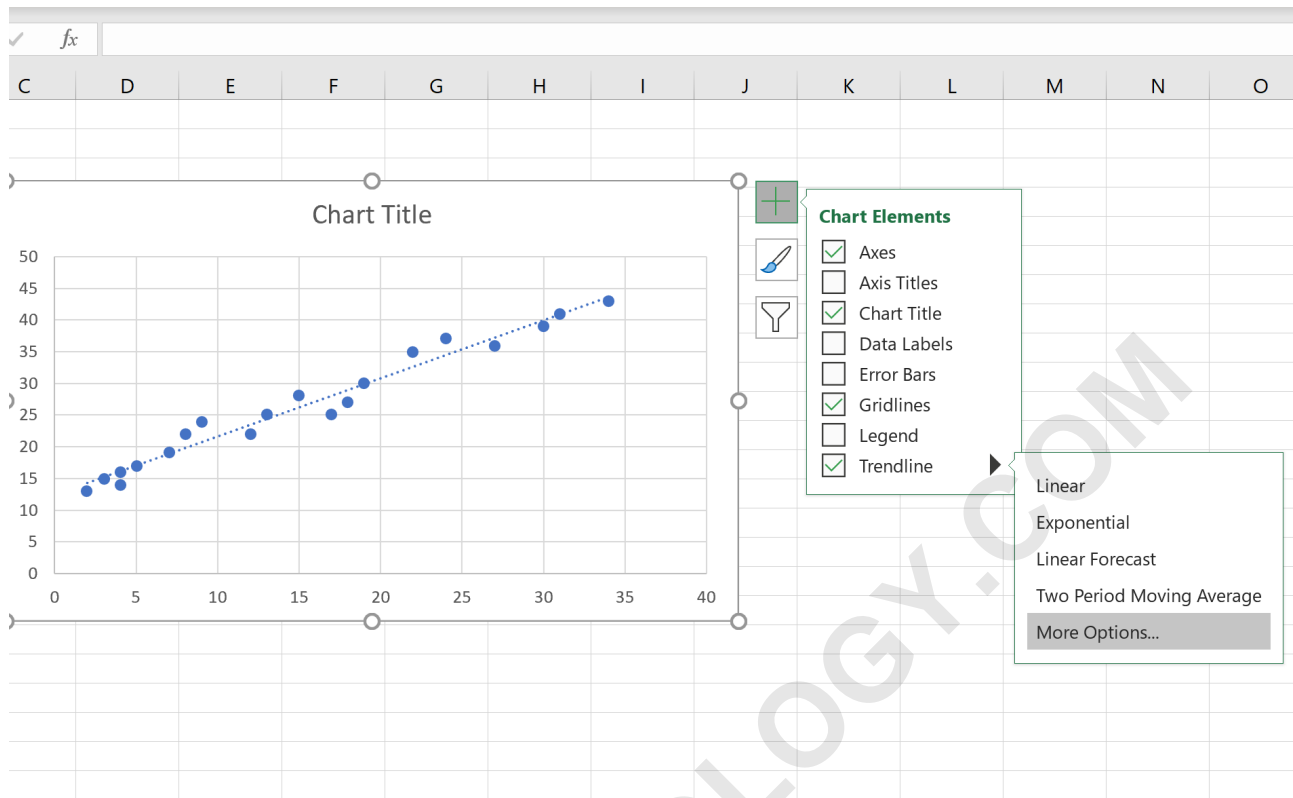 fx
C D E F G H I J K L M N O
Chart Title
50
45
40
35
30
25
20
15
10
5
0
0 5 10 15 20 25 30 35 40
Chart Elements
Axes
Axis Titles
Chart Title
Data Labels
Error Bars
Gridlines
Legend
Trendline
Linear
Exponential
Linear Forecast
Two Period Moving Average
More Options...
LOGY.COM